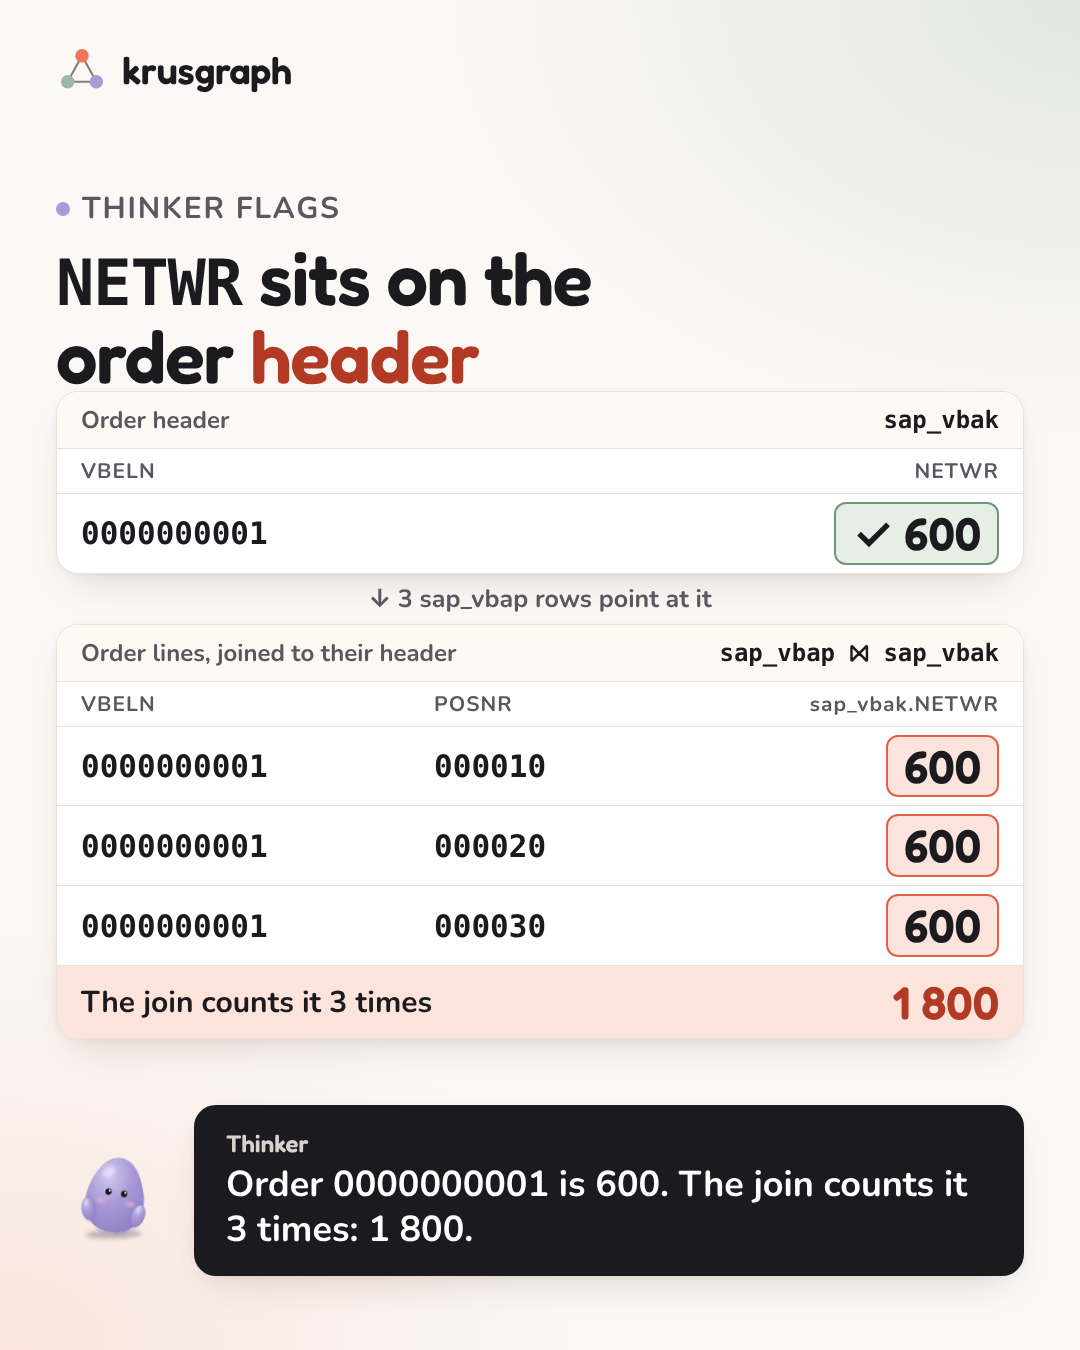 krusgraph
THINKER FLAGS
NETWR sits on the
order header
Order header sap_vbak
VBELN NETWR
0000000001 ✓ 600
↓ 3 sap_vbap rows point at it
Order lines, joined to their header sap_vbap ⋈ sap_vbak
VBELN POSNR sap_vbak.NETWR
0000000001 000010 600
0000000001 000020 600
0000000001 000030 600
The join counts it 3 times 1 800
Thinker
Order 0000000001 is 600. The join counts it
3 times: 1 800.